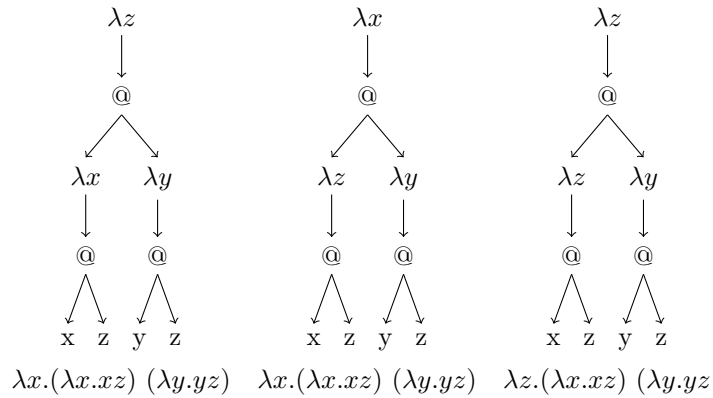 λz λx λz
@ @ @
λx λy λz λy λz λy
@ @ @ @ @ @
x z y z x z y z x z y z
λx.(λx.xz) (λy.yz) λx.(λx.xz) (λy.yz) λz.(λx.xz) (λy.yz